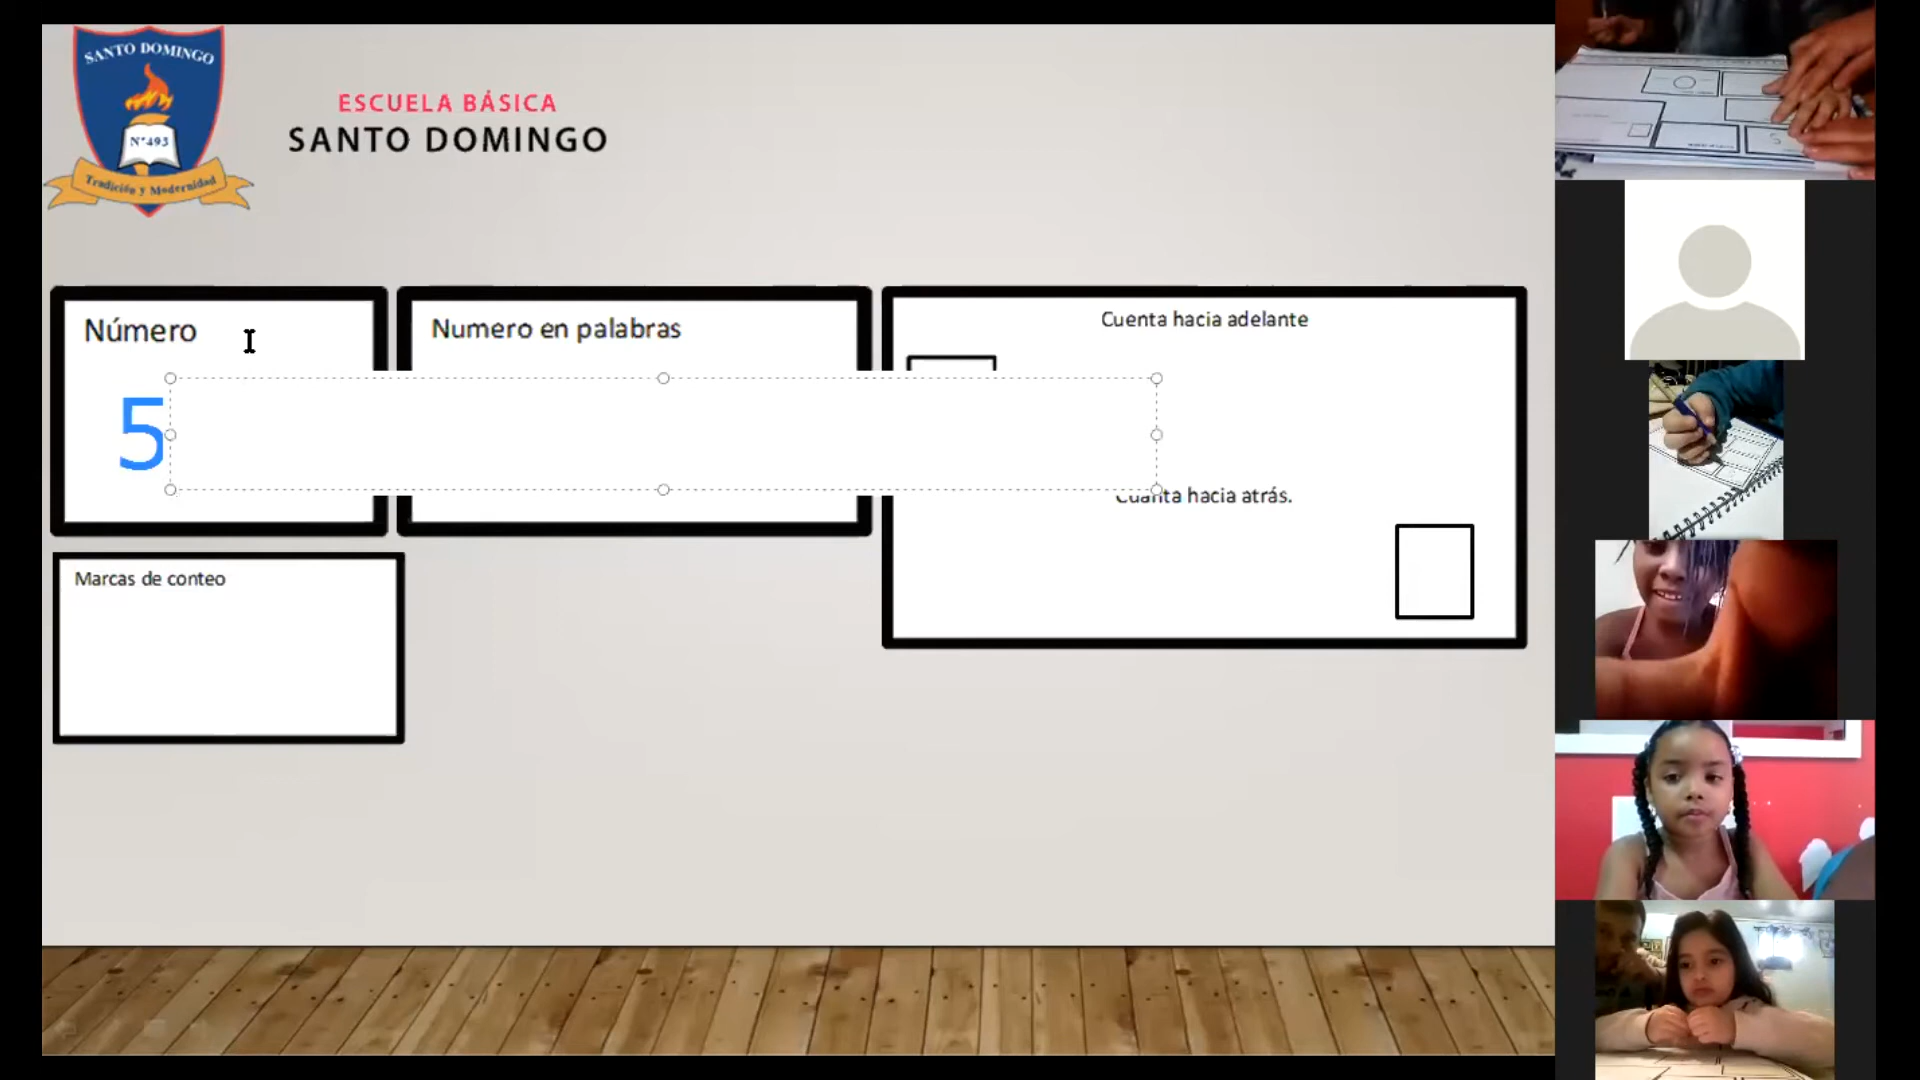 SANTO DOMINGO
N°493
Tradición y Modernidad
ESCUELA BÁSICA
SANTO DOMINGO
Número
Numero en palabras
Cuenta hacia adelante
5
Cuenta hacia atrás.
Marcas de conteo